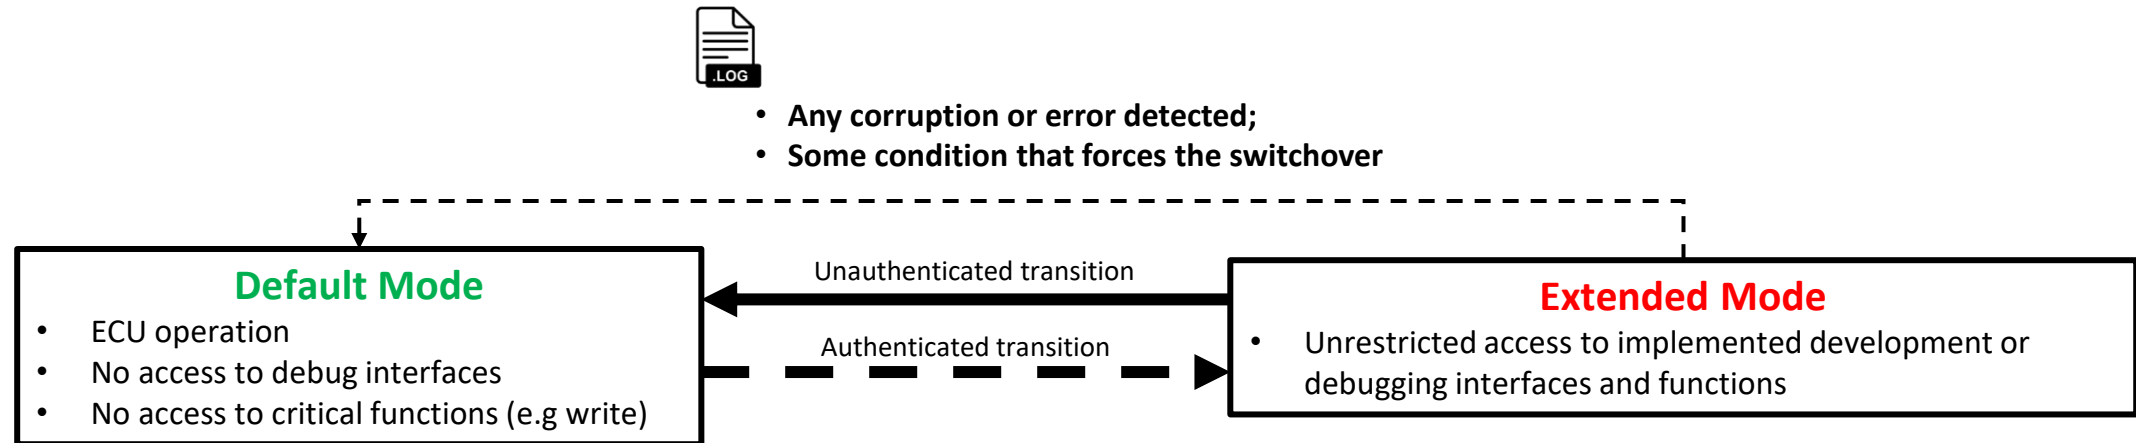 .LOG
• Any corruption or error detected;
• Some condition that forces the switchover
Unauthenticated transition
Authenticated transition
Default Mode
• ECU operation
• No access to debug interfaces
• No access to critical functions (e.g write)
Extended Mode
• Unrestricted access to implemented development or
debugging interfaces and functions